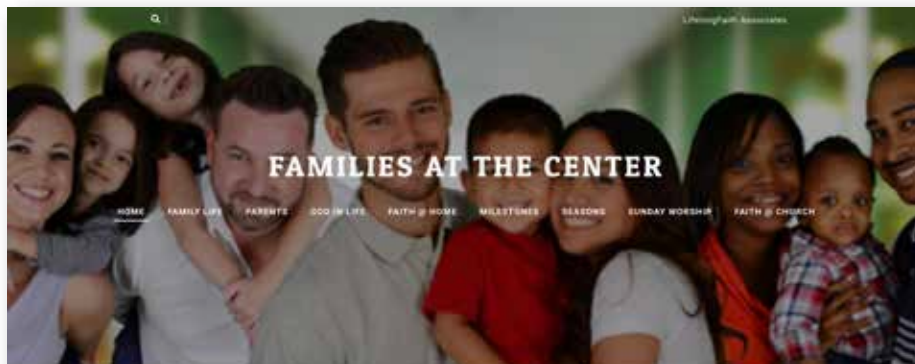 LifelongFaith Associates
FAMILIES AT THE CENTER
HOME FAMILY LIFE PARENTS GOD IN LIFE FAITH @ HOME MILESTONES SEASONS SUNDAY WORSHIP FAITH @ CHURCH